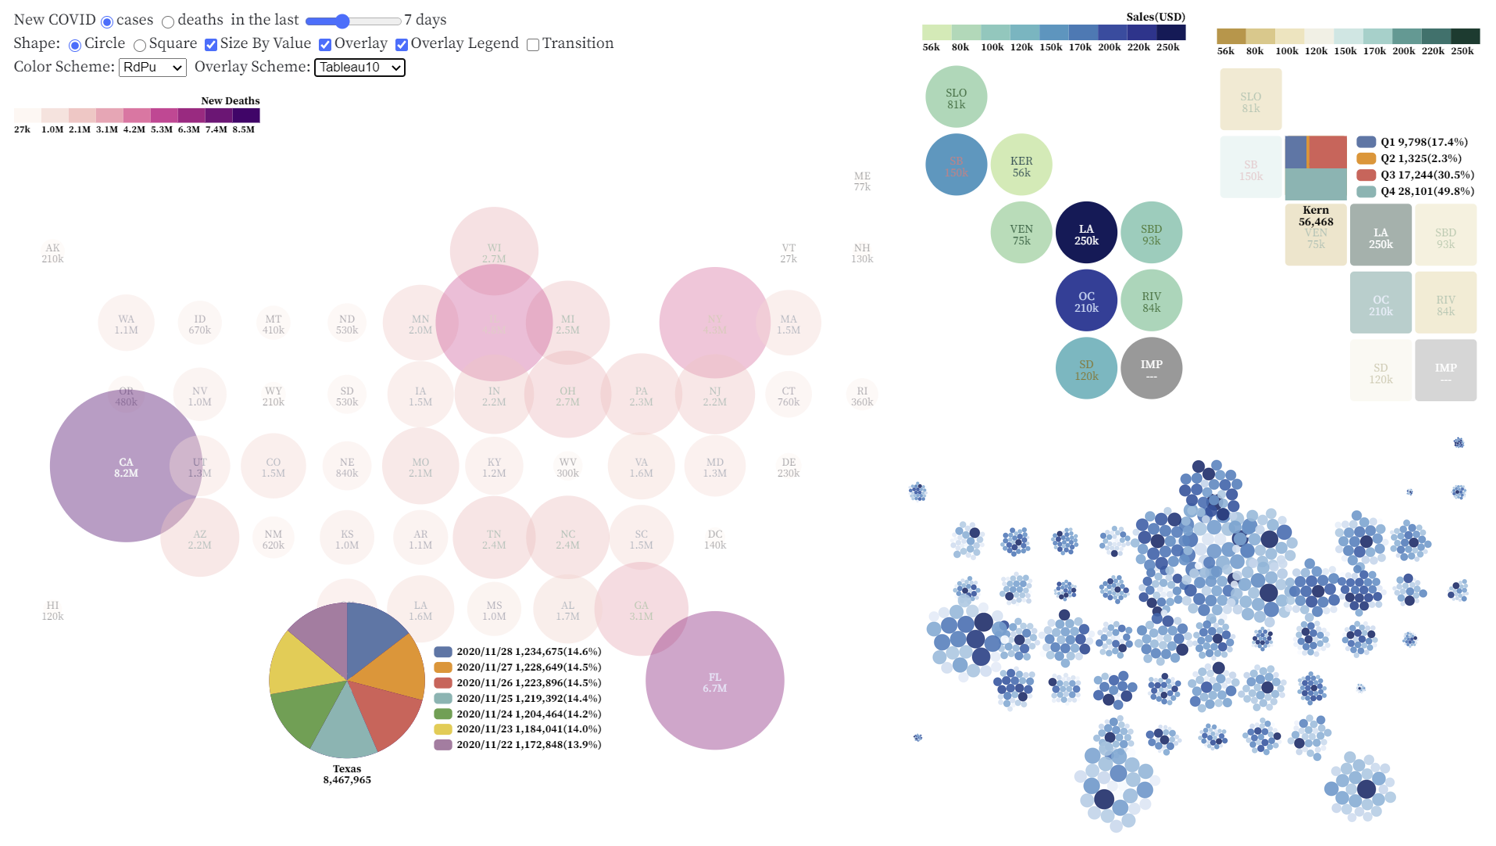 New COVID cases deaths in the last 7 days
Shape: Circle Square Size By Value Overlay Overlay Legend Transition
Color Scheme: RdPu Overlay Scheme: Tableau10
New Deaths
27k 1.0M 2.1M 3.1M 4.2M 5.3M 6.3M 7.4M 8.5M
ME
77k
AK
210k
WI
2.7M
VT
27k
NH
130k
WA
1.1M
ID
670k
MT
410k
ND
530k
MN
2.0M
MI
2.5M
MA
1.5M
OR
480k
NV
1.0M
WY
210k
SD
530k
IA
1.5M
IN
2.2M
OH
2.7M
PA
2.3M
NJ
2.2M
CT
760k
RI
360k
CA
8.2M
UT
1.3M
CO
1.5M
NE
840k
MO
2.1M
KY
1.2M
WV
300k
VA
1.6M
MD
1.3M
DE
230k
AZ
2.2M
NM
620k
KS
1.0M
AR
1.1M
TN
2.4M
NC
2.4M
SC
1.5M
DC
140k
HI
120k
LA
1.6M
MS
1.0M
AL
1.7M
GA
3.1M
FL
6.7M
2020/11/28 1,234,675(14.6%)
2020/11/27 1,228,649(14.5%)
2020/11/26 1,223,896(14.5%)
2020/11/25 1,219,392(14.4%)
2020/11/24 1,204,464(14.2%)
2020/11/23 1,184,041(14.0%)
2020/11/22 1,172,848(13.9%)
Texas
8,467,965
Sales(USD)
56k 80k 100k 120k 150k 170k 200k 220k 250k
SLO
81k
SB
150k
KER
56k
VEN
75k
LA
250k
SBD
93k
OC
210k
RIV
84k
SD
120k
IMP
---
56k 80k 100k 120k 150k 170k 200k 220k 250k
SLO
81k
SB
150k
Q1 9,798(17.4%)
Q2 1,325(2.3%)
Q3 17,244(30.5%)
Q4 28,101(49.8%)
Kern
56,468
VEN
75k
LA
250k
SBD
93k
OC
210k
RIV
84k
SD
120k
IMP
---